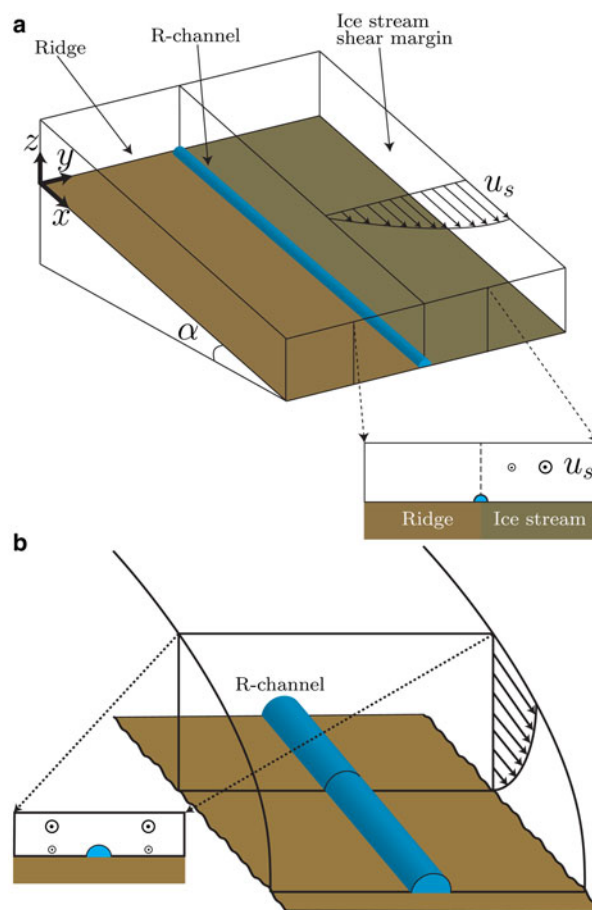 a
Ridge
R-channel
Ice stream
shear margin
z
y
x
u_s
α
u_s
Ridge
Ice stream
b
R-channel